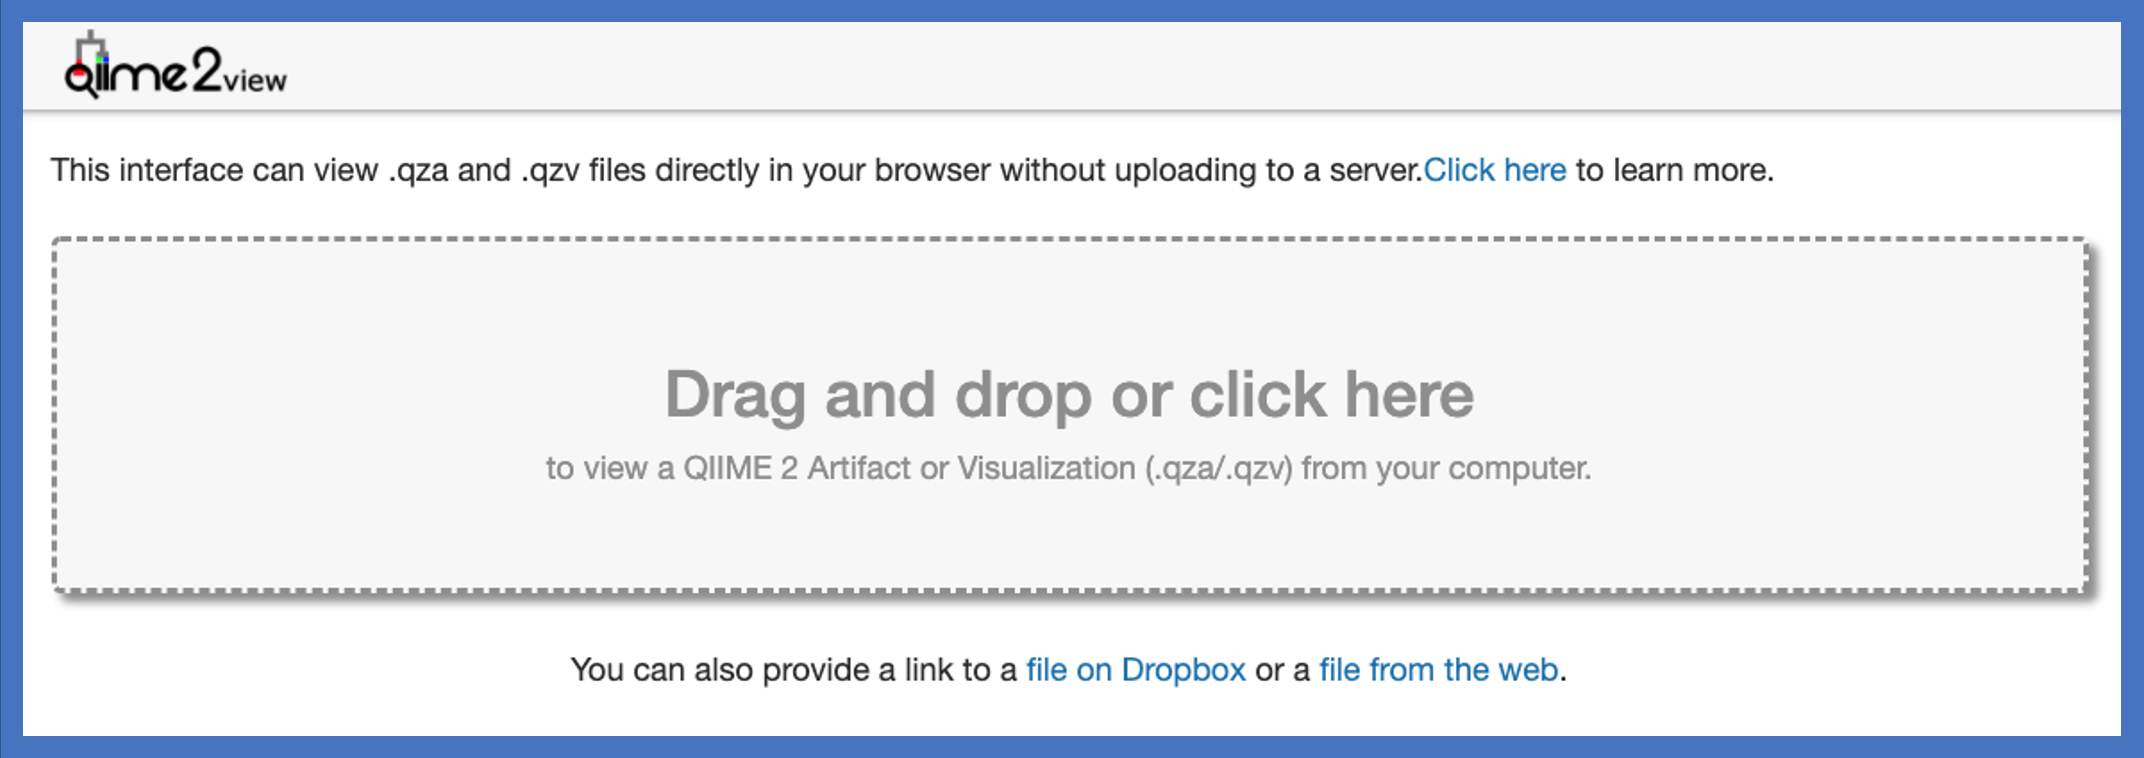 qiime2view
This interface can view .qza and .qzv files directly in your browser without uploading to a server.Click here to learn more.
Drag and drop or click here
to view a QIIME 2 Artifact or Visualization (.qza/.qzv) from your computer.
You can also provide a link to a file on Dropbox or a file from the web.